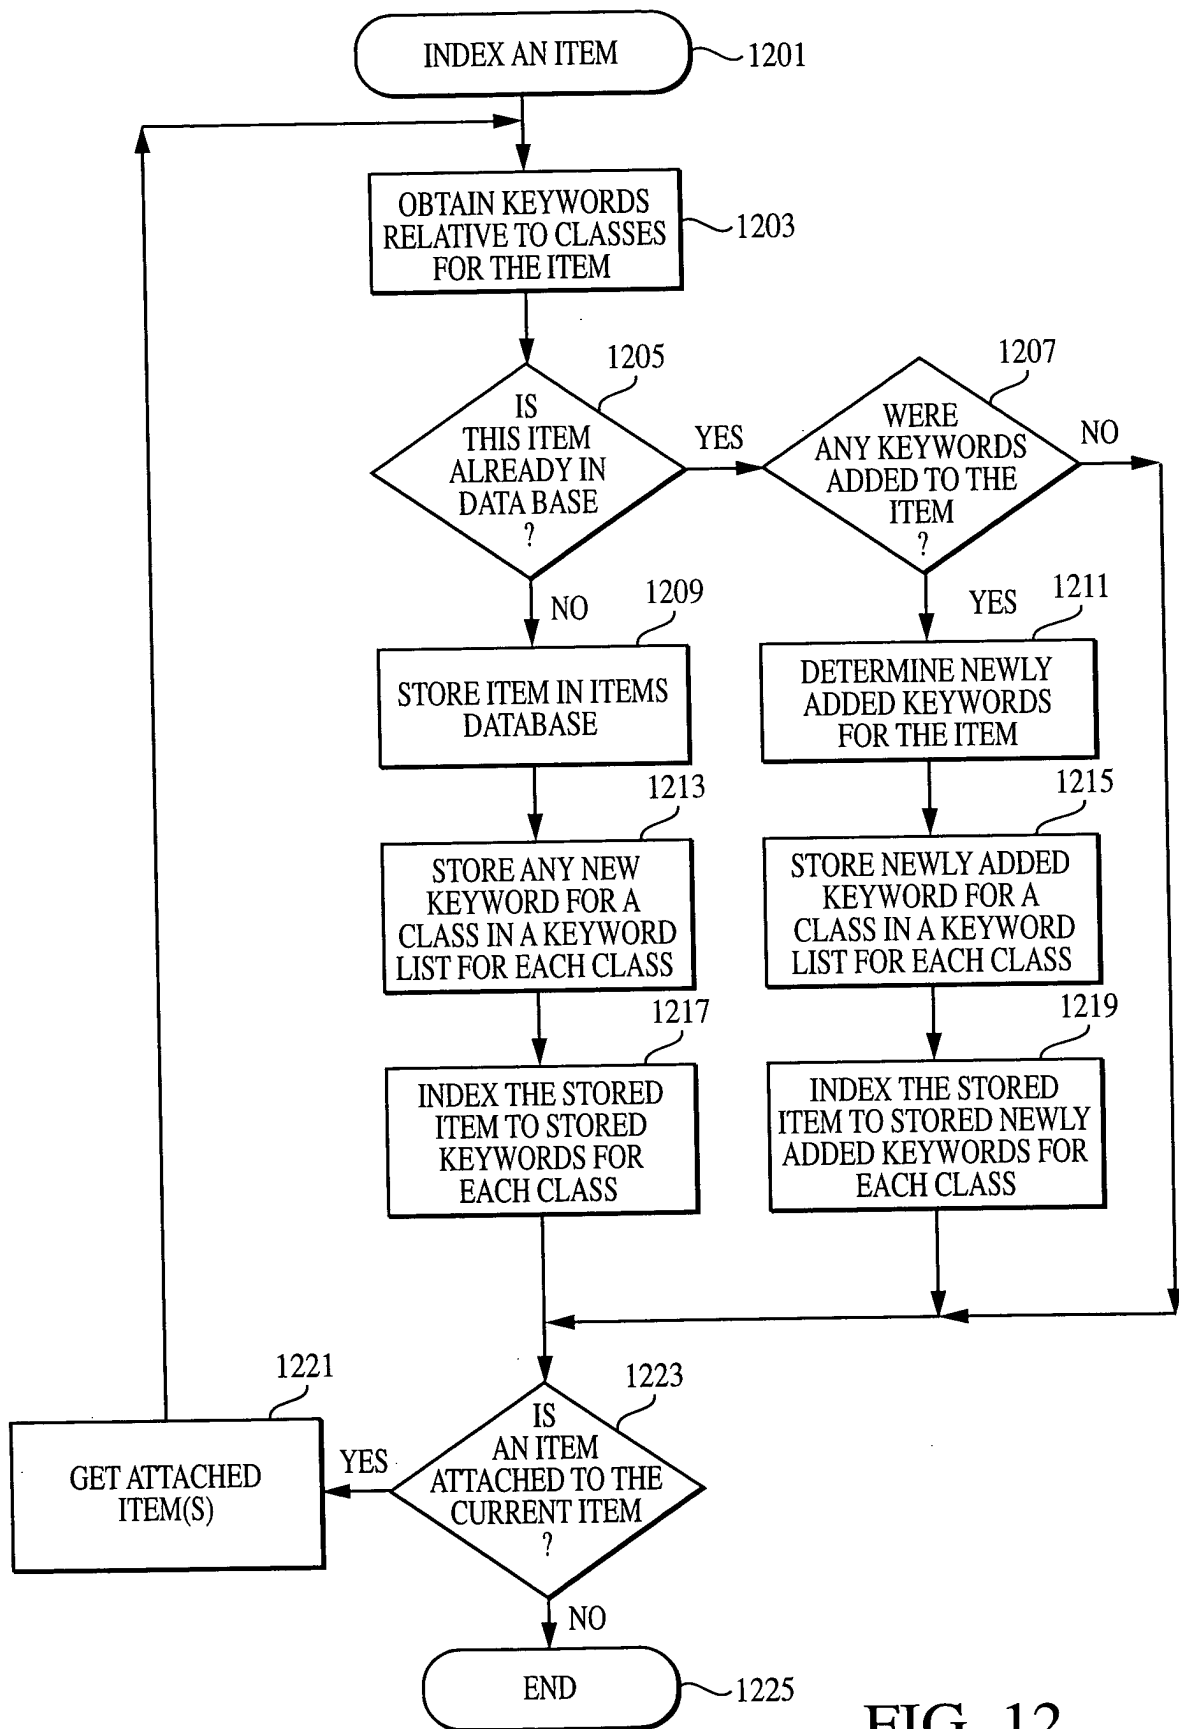 INDEX AN ITEM
1201
OBTAIN KEYWORDS
RELATIVE TO CLASSES
FOR THE ITEM
1203
1205
IS
THIS ITEM
ALREADY IN
DATA BASE
?
YES
NO
1207
WERE
ANY KEYWORDS
ADDED TO THE
ITEM
?
NO
YES
1209
STORE ITEM IN ITEMS
DATABASE
1211
DETERMINE NEWLY
ADDED KEYWORDS
FOR THE ITEM
1213
STORE ANY NEW
KEYWORD FOR A
CLASS IN A KEYWORD
LIST FOR EACH CLASS
1215
STORE NEWLY ADDED
KEYWORD FOR A
CLASS IN A KEYWORD
LIST FOR EACH CLASS
1217
INDEX THE STORED
ITEM TO STORED
KEYWORDS FOR
EACH CLASS
1219
INDEX THE STORED
ITEM TO STORED NEWLY
ADDED KEYWORDS FOR
EACH CLASS
1221
GET ATTACHED
ITEM(S)
YES
1223
IS
AN ITEM
ATTACHED TO THE
CURRENT ITEM
?
NO
END
1225
FIG. 12